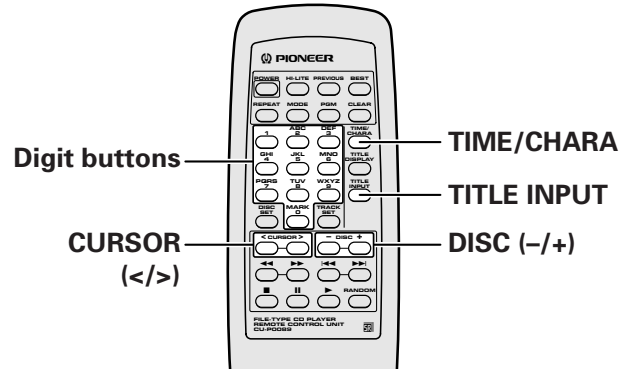 PIONEER
POWER HI-LITE PREVIOUS BEST
REPEAT MODE PGM CLEAR
1 ABC 2 DEF 3 TIME/CHARA
GHI 4 JKL 5 MNO 6 TITLE DISPLAY
PQRS 7 TUV 8 WXYZ 9 TITLE INPUT
DISC SET MARK 0 TRACK SET
< CURSOR > − DISC +
RANDOM
FILE-TYPE CD PLAYER
REMOTE CONTROL UNIT
CU-PD089
Digit buttons
CURSOR
(</>)
TIME/CHARA
TITLE INPUT
DISC (–/+)